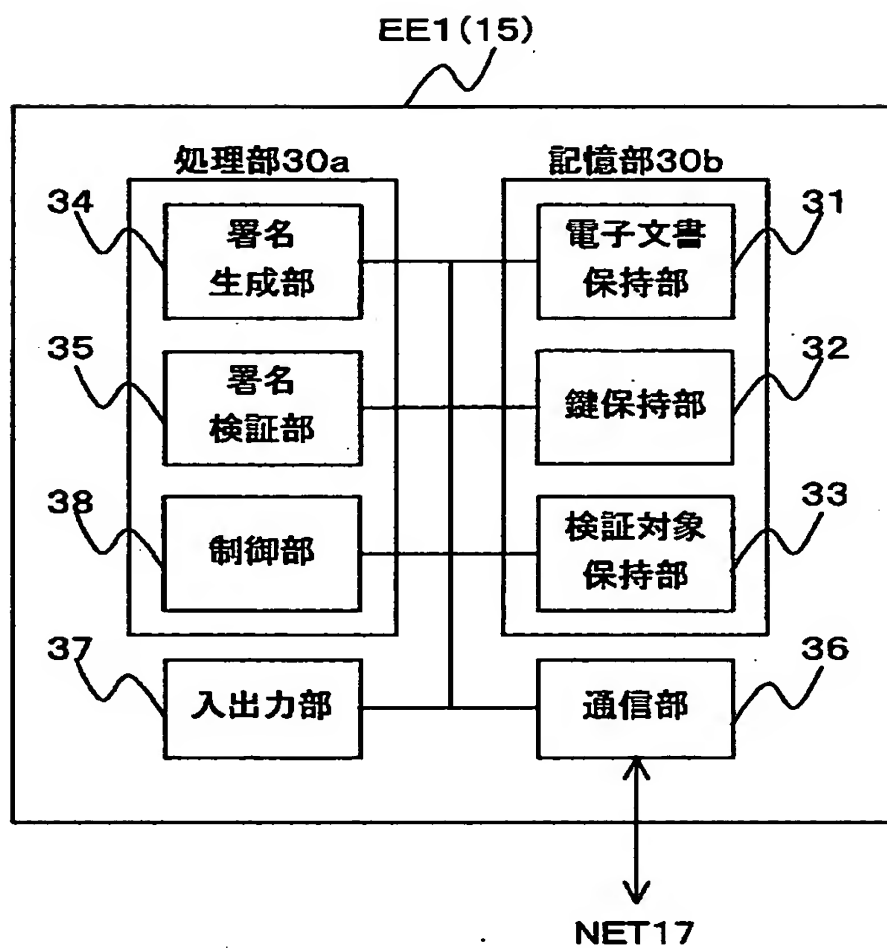 EE1(15)
処理部30a
記憶部30b
34
署名
生成部
電子文書
保持部
31
35
署名
検証部
鍵保持部
32
38
制御部
検証対象
保持部
33
37
入出力部
通信部
36
NET17